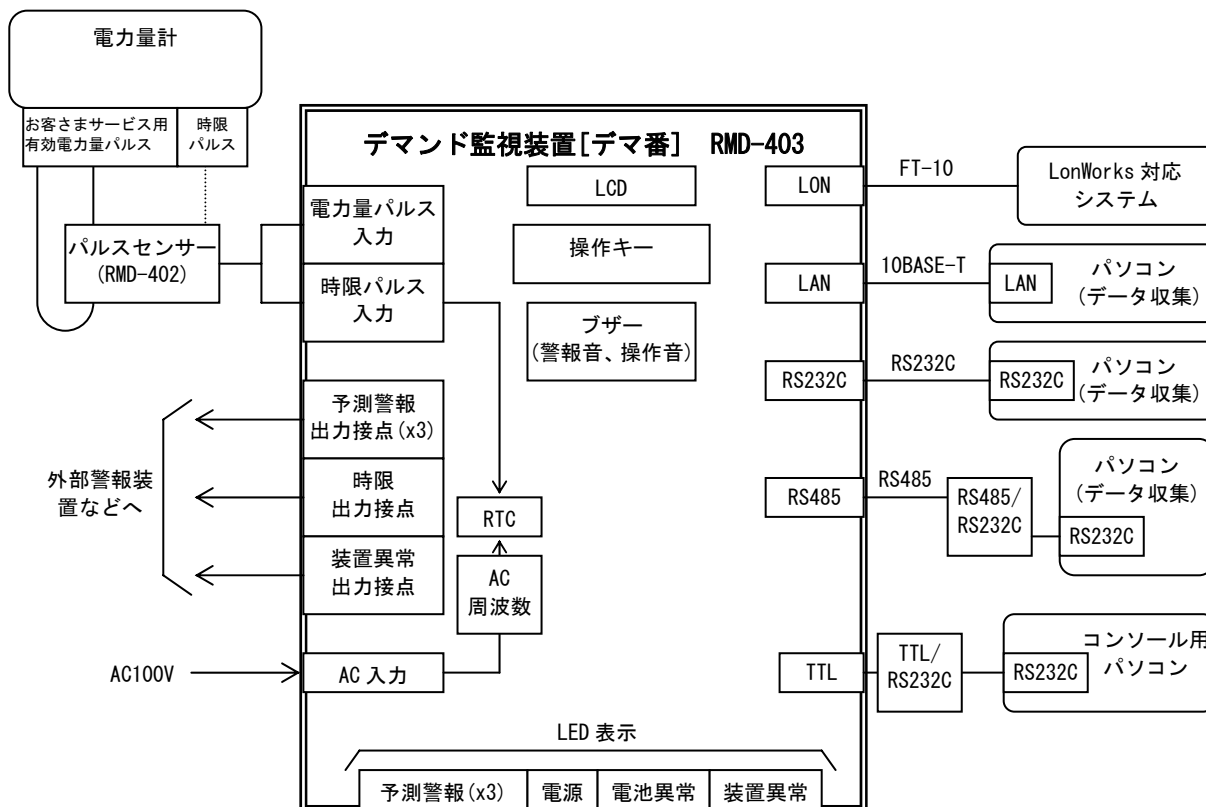 電力量計
お客さまサービス用
有効電力量パルス
時限
パルス
パルスセンサー
(RMD-402)
デマンド監視装置[デマ番] RMD-403
電力量パルス
入力
時限パルス
入力
LCD
操作キー
ブザー
(警報音、操作音)
予測警報
出力接点(x3)
時限
出力接点
装置異常
出力接点
外部警報装
置などへ
RTC
AC
周波数
AC100V
AC 入力
LON
FT-10
LonWorks 対応
システム
LAN
10BASE-T
LAN
パソコン
(データ収集)
RS232C
RS232C
RS232C
パソコン
(データ収集)
RS485
RS485
RS485/
RS232C
パソコン
(データ収集)
RS232C
TTL
TTL/
RS232C
コンソール用
パソコン
RS232C
LED 表示
予測警報(x3)
電源
電池異常
装置異常